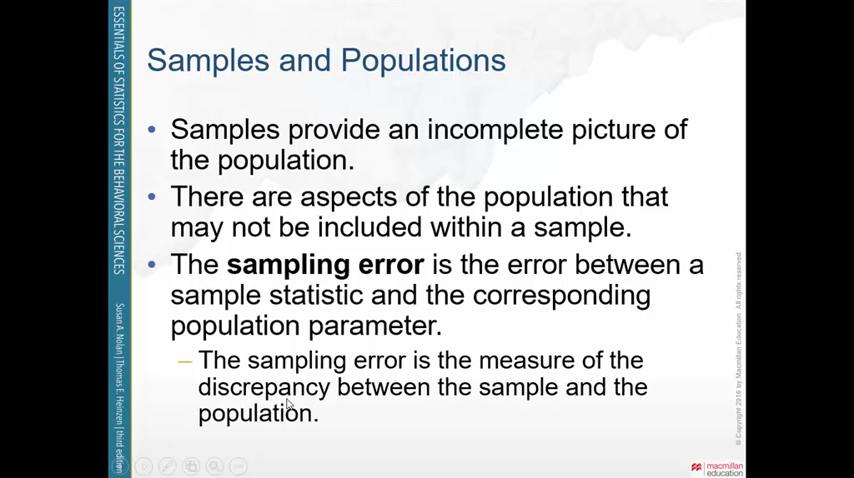 Samples and Populations
• Samples provide an incomplete picture of
the population.
• There are aspects of the population that
may not be included within a sample.
• The sampling error is the error between a
sample statistic and the corresponding
population parameter.
– The sampling error is the measure of the
discrepancy between the sample and the
population.
ESSENTIALS OF STATISTICS FOR THE BEHAVIORAL SCIENCES
Susan A. Nolan | Thomas E. Heinzen | third edition
© Copyright 2016 by Macmillan Education All rights reserved
macmillan
education